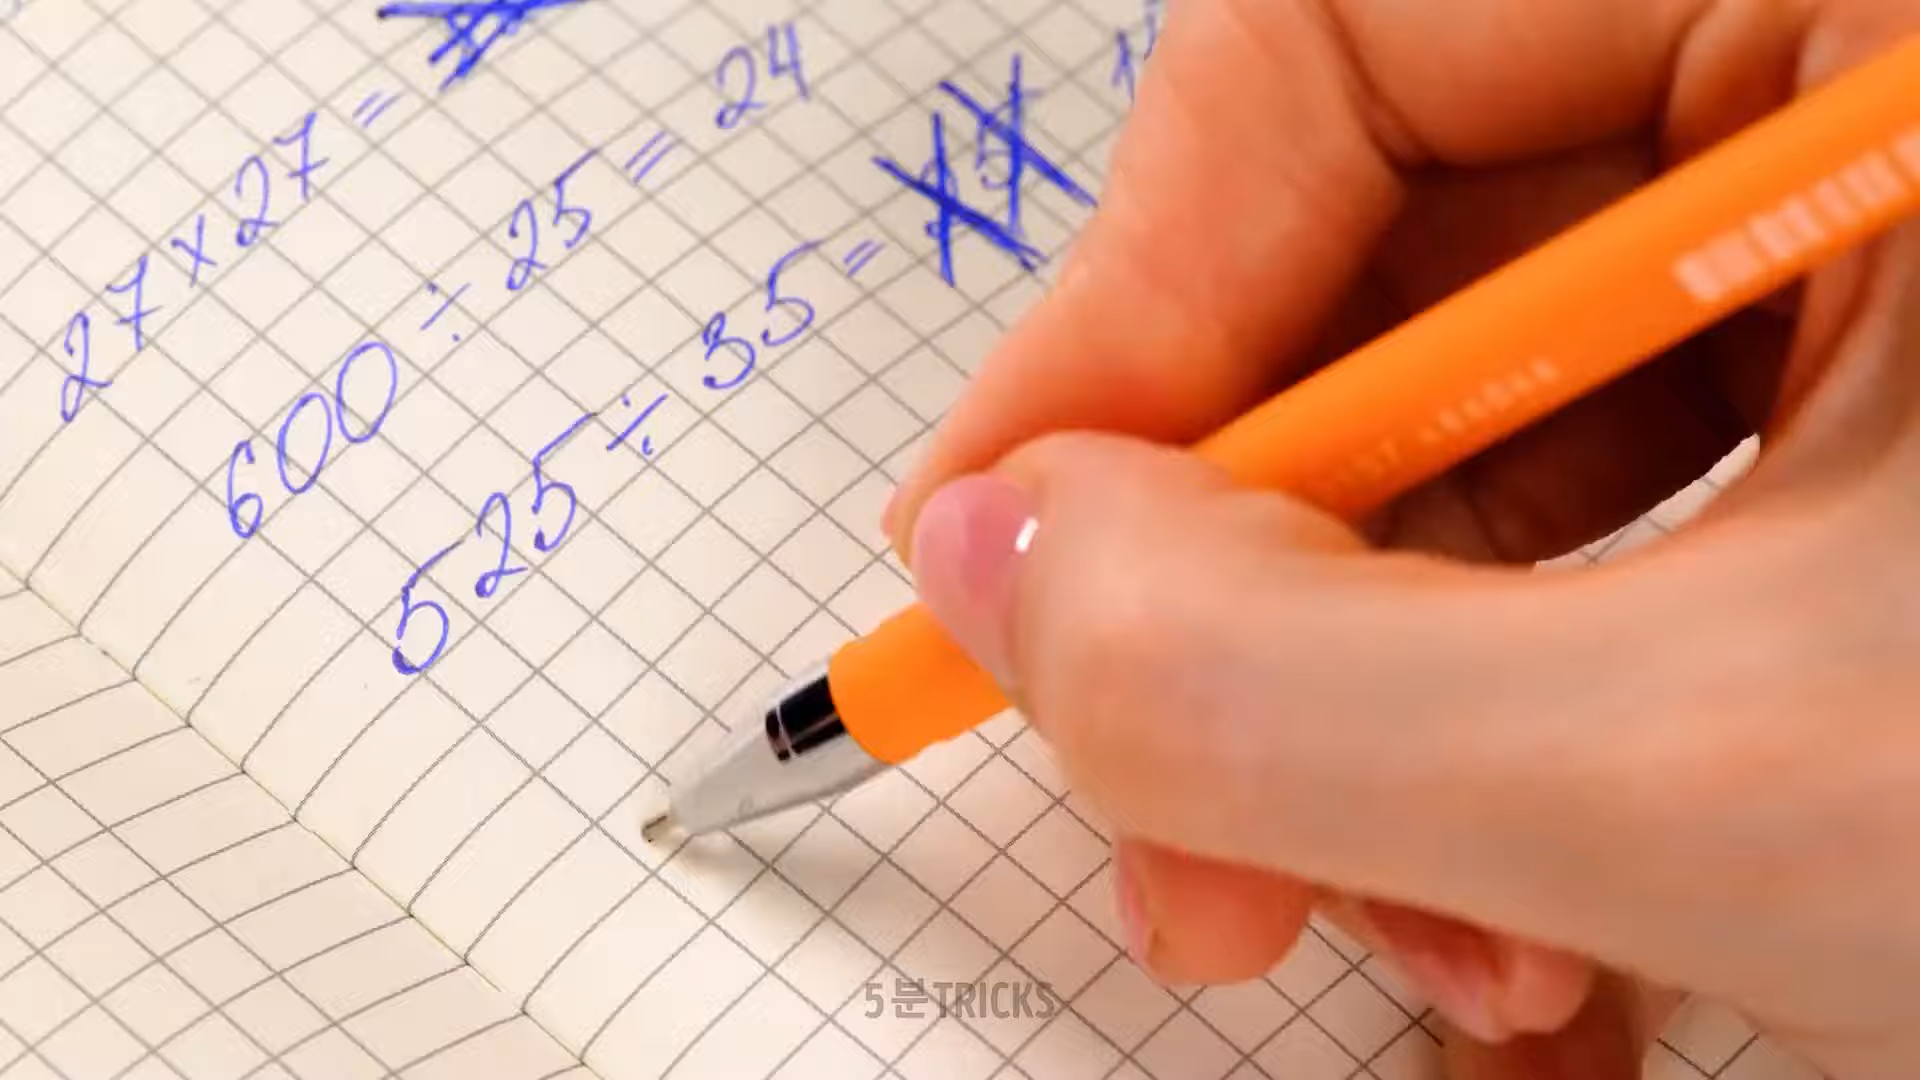 27 × 27 =
600 ÷ 25 = 24
525 ÷ 35 =
5분TRICKS